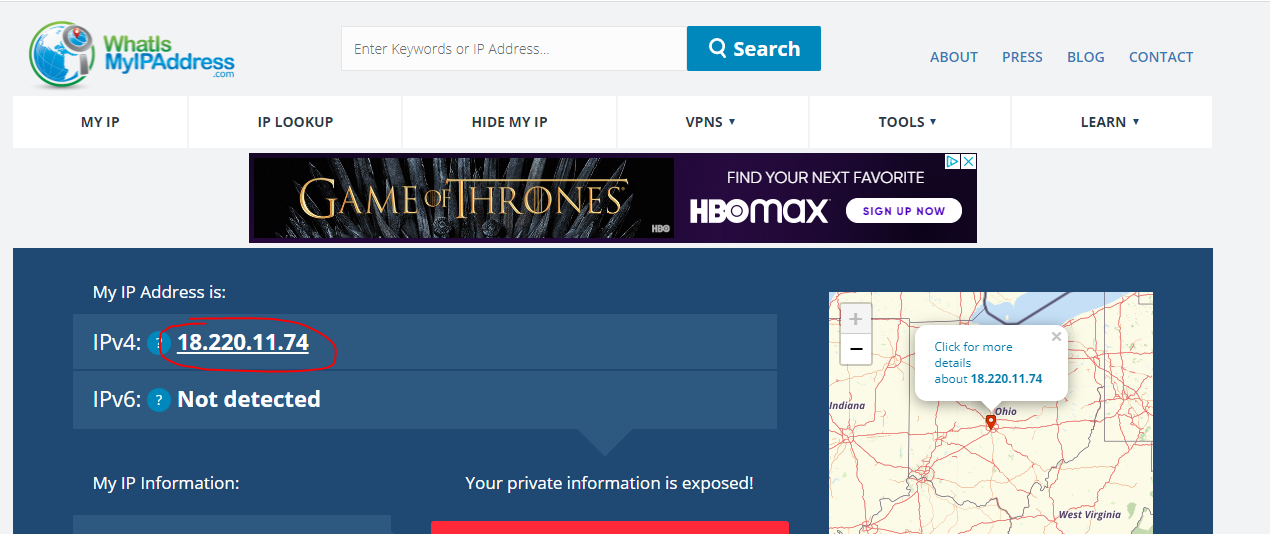 WhatIs
MyIPAddress
.com
Enter Keywords or IP Address...
Search
ABOUT PRESS BLOG CONTACT
MY IP IP LOOKUP HIDE MY IP VPNS TOOLS LEARN
GAME OF THRONES
HBO
FIND YOUR NEXT FAVORITE
HBOmax
SIGN UP NOW
My IP Address is:
IPv4: ? 18.220.11.74
IPv6: ? Not detected
My IP Information:
Your private information is exposed!
+
−
Click for more
details
about 18.220.11.74
×
Indiana
Ohio
West Virginia